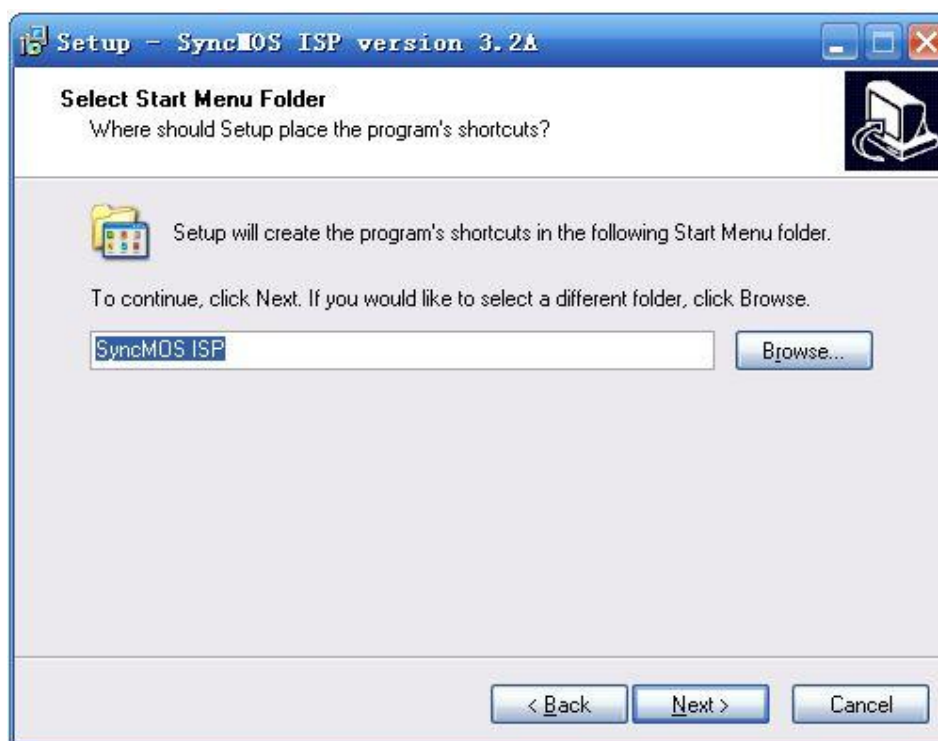 Setup - SyncMOS ISP version 3.2A
Select Start Menu Folder
Where should Setup place the program's shortcuts?
Setup will create the program's shortcuts in the following Start Menu folder.
To continue, click Next. If you would like to select a different folder, click Browse.
SyncMOS ISP
Browse...
< Back
Next >
Cancel